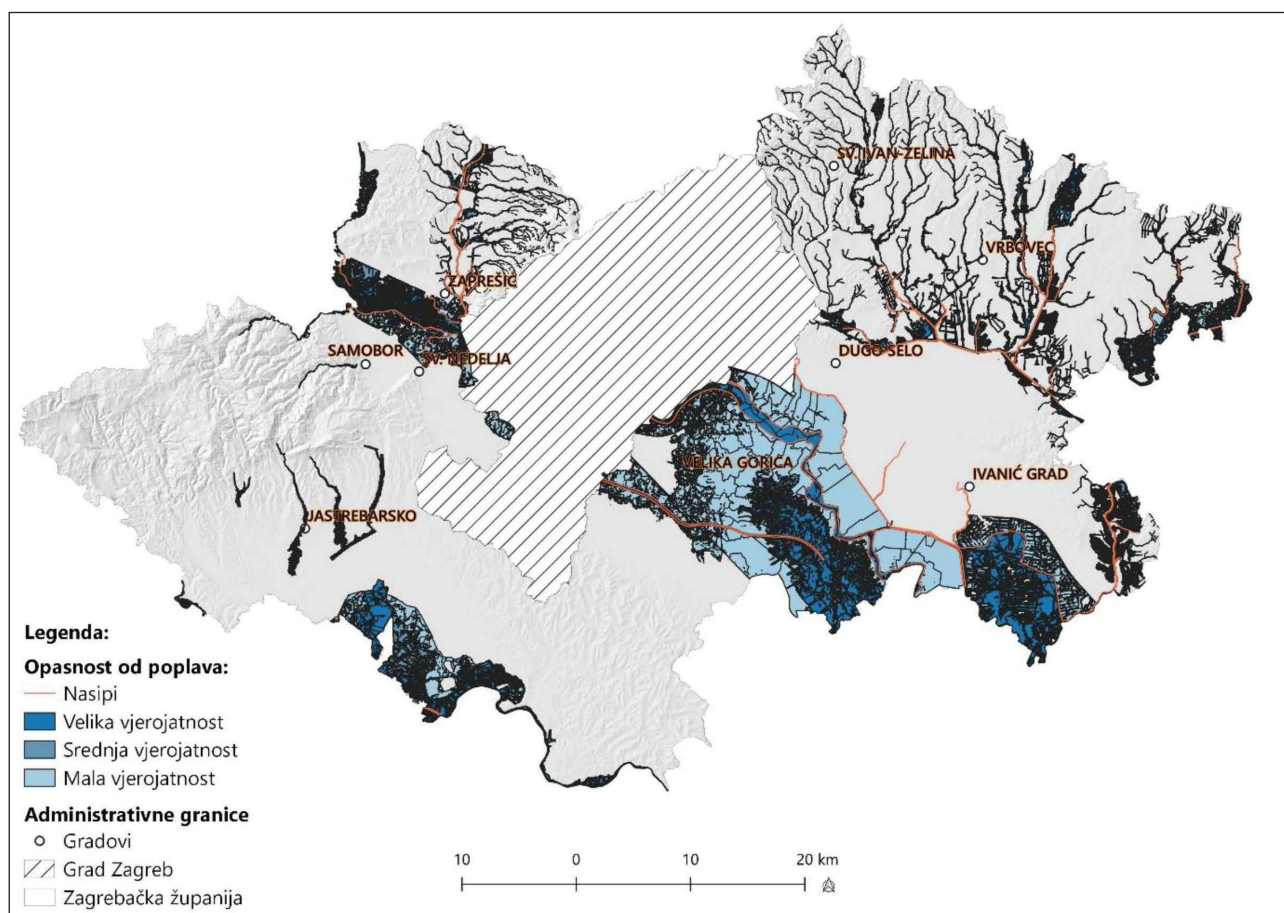 SV. IVAN-ZELINA
VRBOVEC
ZAPREŠIĆ
SAMOBOR
SV. NEDELJA
DUGO SELO
VELIKA GORICA
IVANIĆ GRAD
JASTREBARSKO
Legenda:
Opasnost od poplava:
Nasipi
Velika vjerojatnost
Srednja vjerojatnost
Mala vjerojatnost
Administrativne granice
Gradovi
Grad Zagreb
Zagrebačka županija
10 0 10 20 km